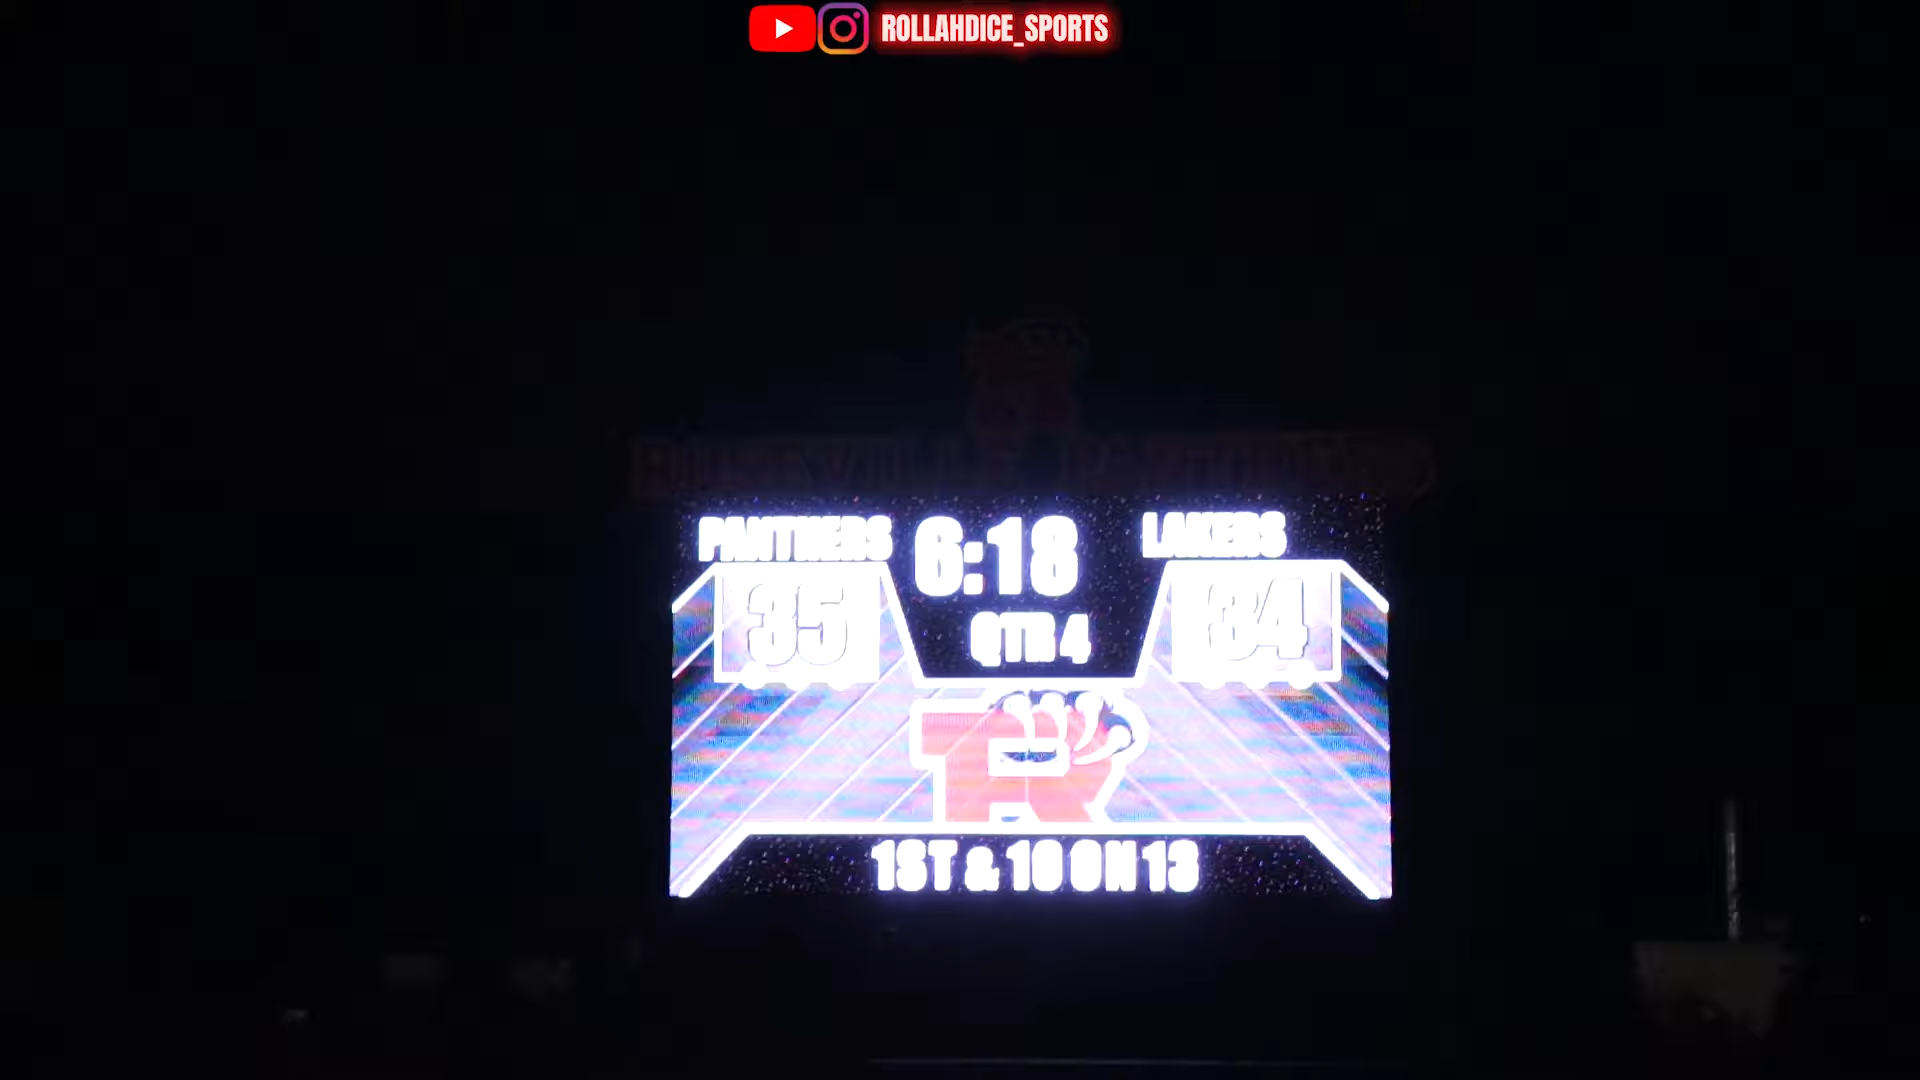 ROLLAHDICE_SPORTS
PANTHERS 6:18 LAKERS
35 34
QTR 4
R
1ST & 10 ON 13